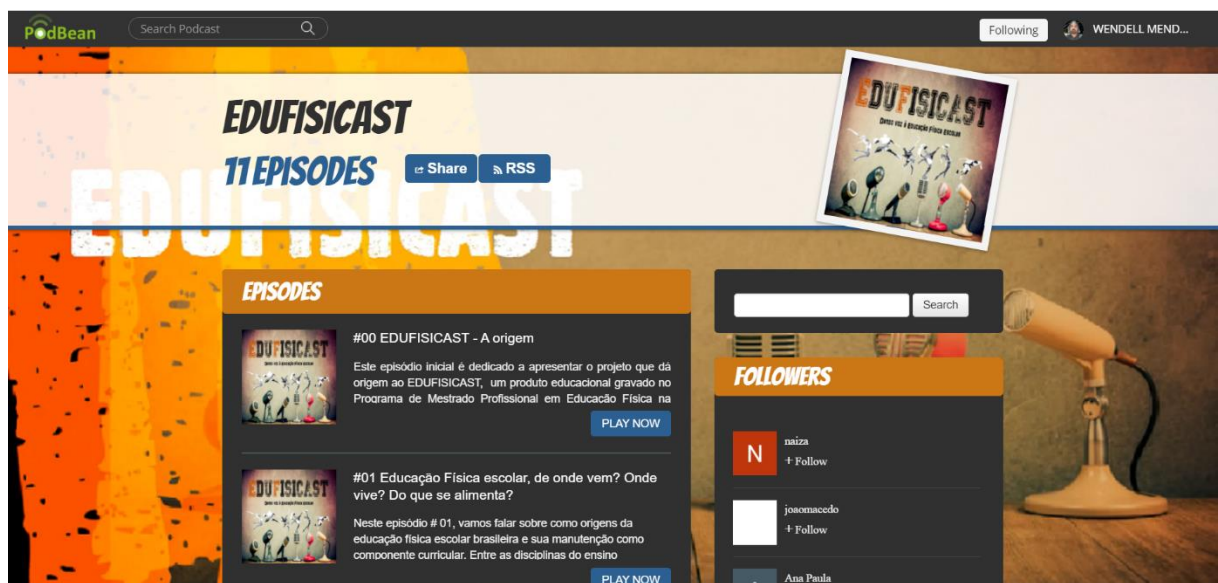 PodBean
Search Podcast
Following
WENDELL MEND...
EDUFISICAST
11 EPISODES
Share
RSS
EDUFISICAST
EDUFISICAST
EPISODES
#00 EDUFISICAST - A origem
Este episódio inicial é dedicado a apresentar o projeto que dá
origem ao EDUFISICAST, um produto educacional gravado no
Programa de Mestrado Profissional em Educação Física na
PLAY NOW
EDUFISICAST
#01 Educação Física escolar, de onde vem? Onde
vive? Do que se alimenta?
Neste episódio # 01, vamos falar sobre como origens da
educação física escolar brasileira e sua manutenção como
componente curricular. Entre as disciplinas do ensino
PLAY NOW
EDUFISICAST
Search
FOLLOWERS
N
naiza
+ Follow
joaomacedo
+ Follow
Ana Paula